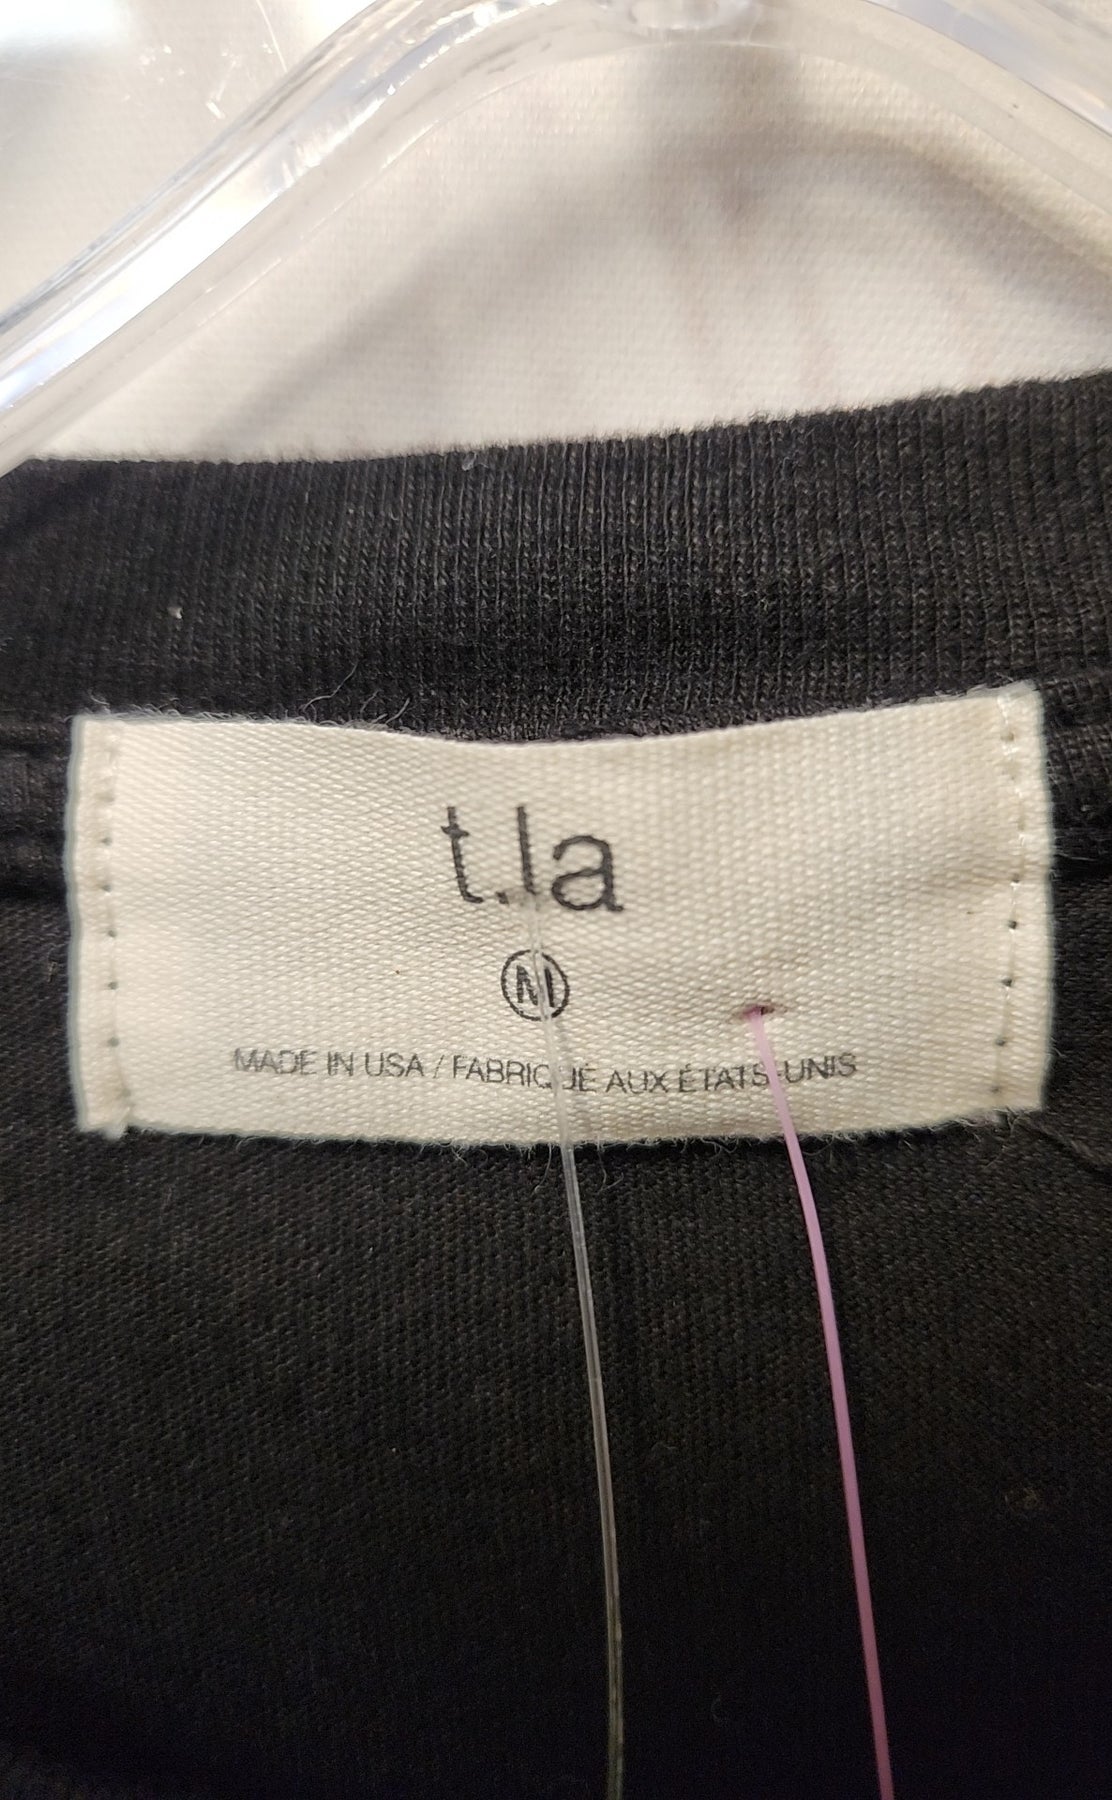 t.la
M
MADE IN USA / FABRIQUÉ AUX ÉTATS-UNIS